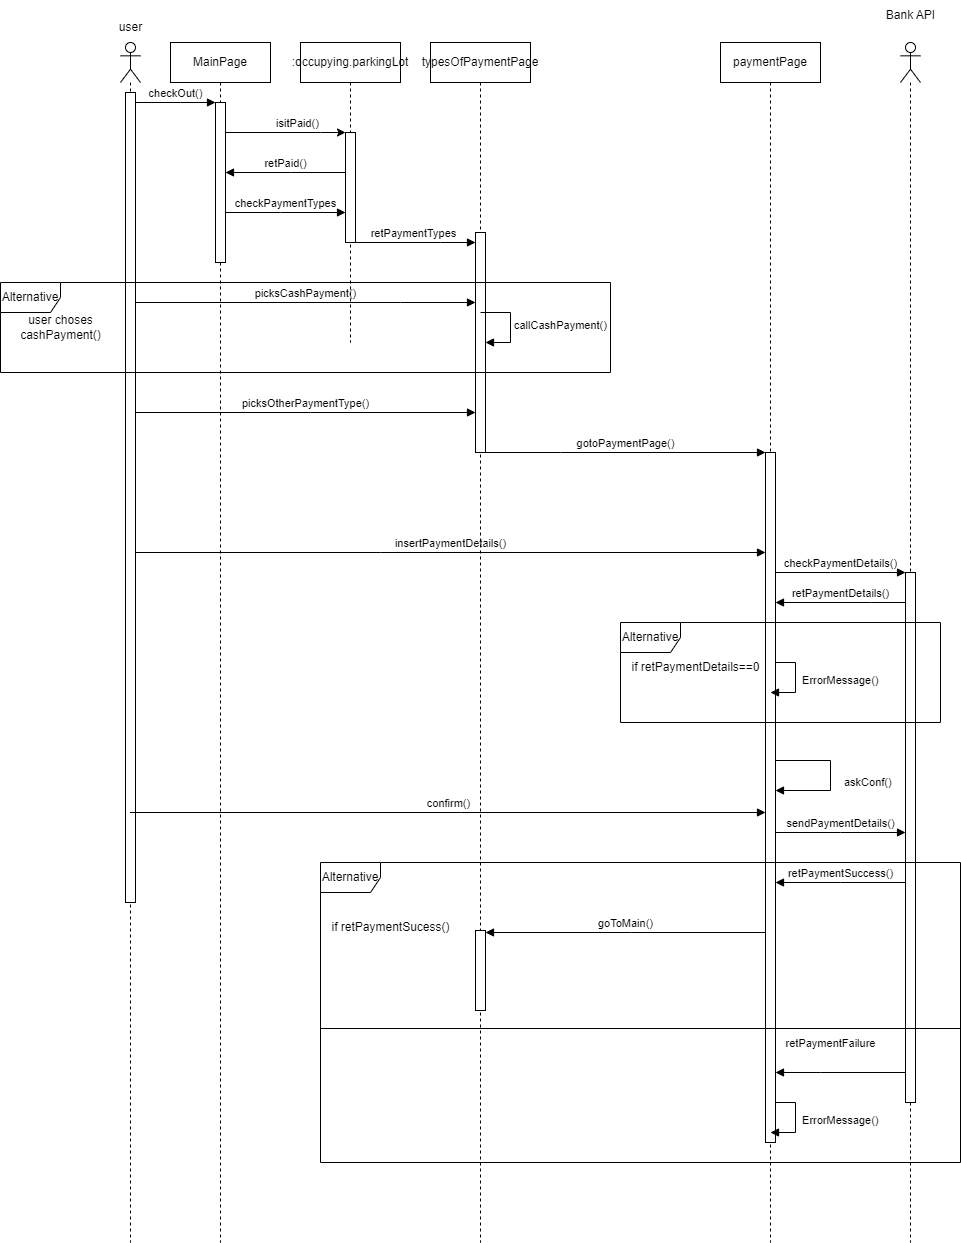 Bank API
user
MainPage
:occupying.parkingLot
typesOfPaymentPage
paymentPage
checkOut()
isitPaid()
retPaid()
checkPaymentTypes
retPaymentTypes
Alternative
picksCashPayment()
user choses
cashPayment()
callCashPayment()
picksOtherPaymentType()
gotoPaymentPage()
insertPaymentDetails()
checkPaymentDetails()
retPaymentDetails()
Alternative
if retPaymentDetails==0
ErrorMessage()
askConf()
confirm()
sendPaymentDetails()
Alternative
retPaymentSuccess()
if retPaymentSucess()
goToMain()
retPaymentFailure
ErrorMessage()